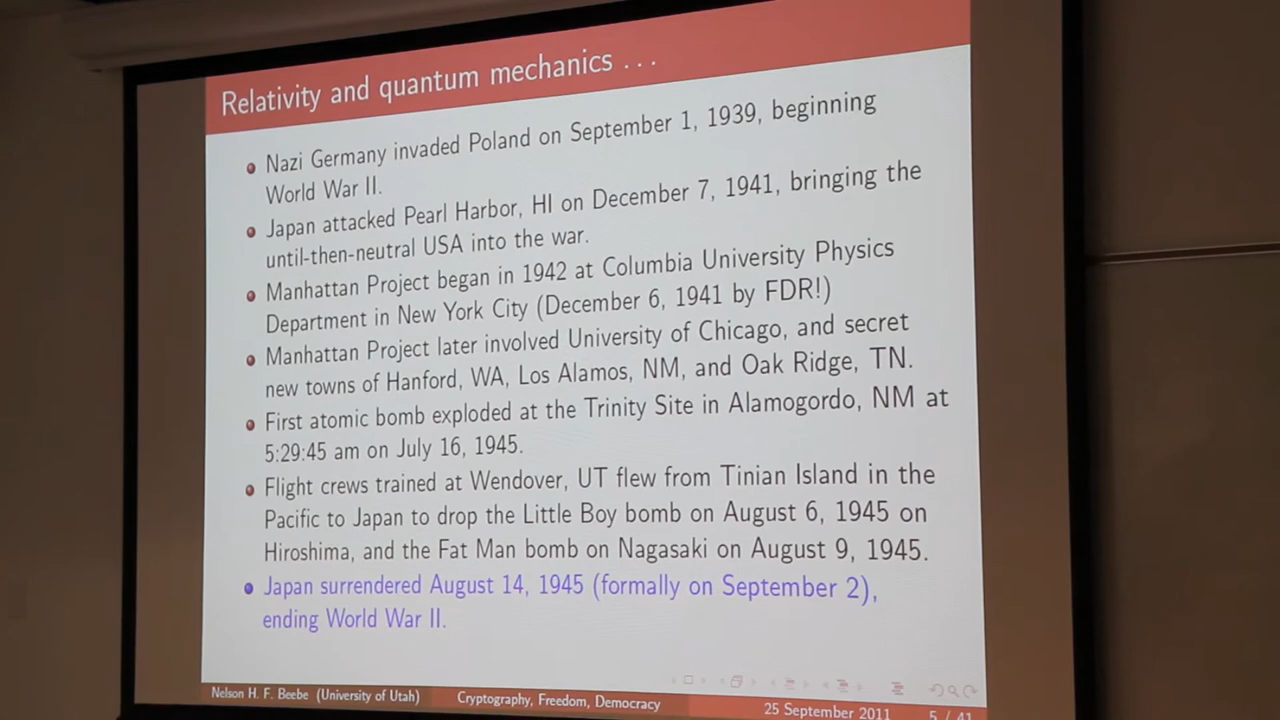 Relativity and quantum mechanics . . .
Nazi Germany invaded Poland on September 1, 1939, beginning
World War II.
Japan attacked Pearl Harbor, HI on December 7, 1941, bringing the
until-then-neutral USA into the war.
Manhattan Project began in 1942 at Columbia University Physics
Department in New York City (December 6, 1941 by FDR!)
Manhattan Project later involved University of Chicago, and secret
new towns of Hanford, WA, Los Alamos, NM, and Oak Ridge, TN.
First atomic bomb exploded at the Trinity Site in Alamogordo, NM at
5:29:45 am on July 16, 1945.
Flight crews trained at Wendover, UT flew from Tinian Island in the
Pacific to Japan to drop the Little Boy bomb on August 6, 1945 on
Hiroshima, and the Fat Man bomb on Nagasaki on August 9, 1945.
Japan surrendered August 14, 1945 (formally on September 2),
ending World War II.
Nelson H. F. Beebe (University of Utah) Cryptography, Freedom, Democracy 25 September 2011 5 / 41